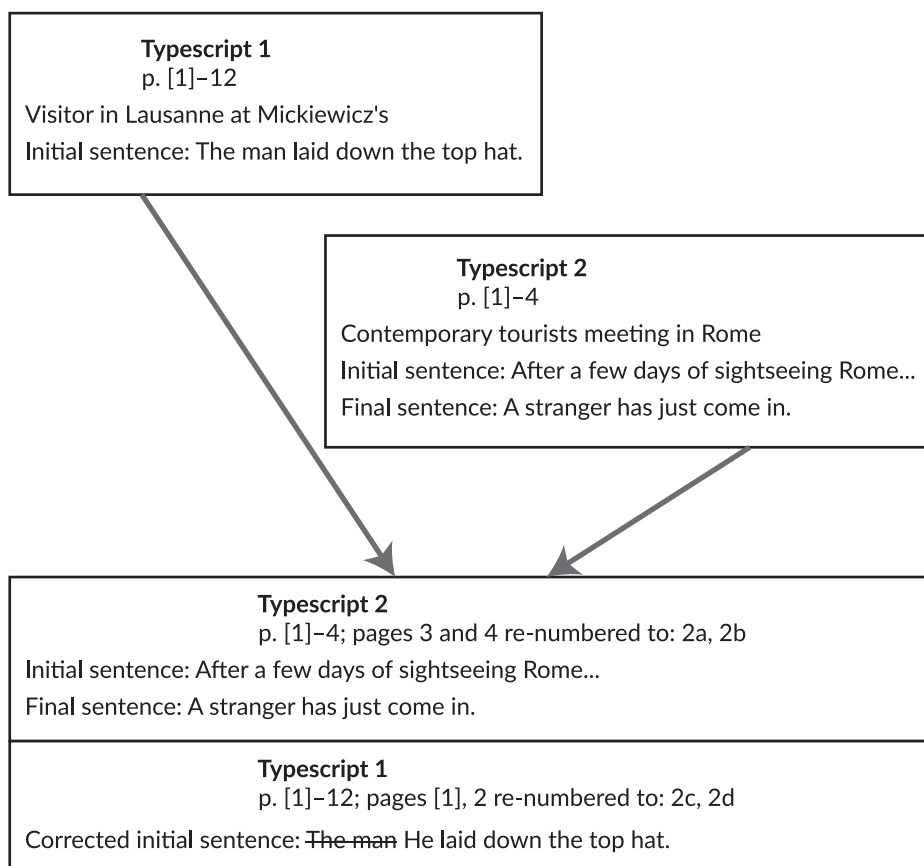 Typescript 1
p. [1]–12
Visitor in Lausanne at Mickiewicz's
Initial sentence: The man laid down the top hat.
Typescript 2
p. [1]–4
Contemporary tourists meeting in Rome
Initial sentence: After a few days of sightseeing Rome...
Final sentence: A stranger has just come in.
Typescript 2
p. [1]–4; pages 3 and 4 re-numbered to: 2a, 2b
Initial sentence: After a few days of sightseeing Rome...
Final sentence: A stranger has just come in.
Typescript 1
p. [1]–12; pages [1], 2 re-numbered to: 2c, 2d
Corrected initial sentence: The man He laid down the top hat.